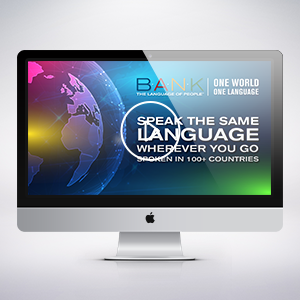 BANK
THE LANGUAGE OF PEOPLE
ONE WORLD
ONE LANGUAGE
SPEAK THE SAME
LANGUAGE
WHEREVER YOU GO
SPOKEN IN 100+ COUNTRIES